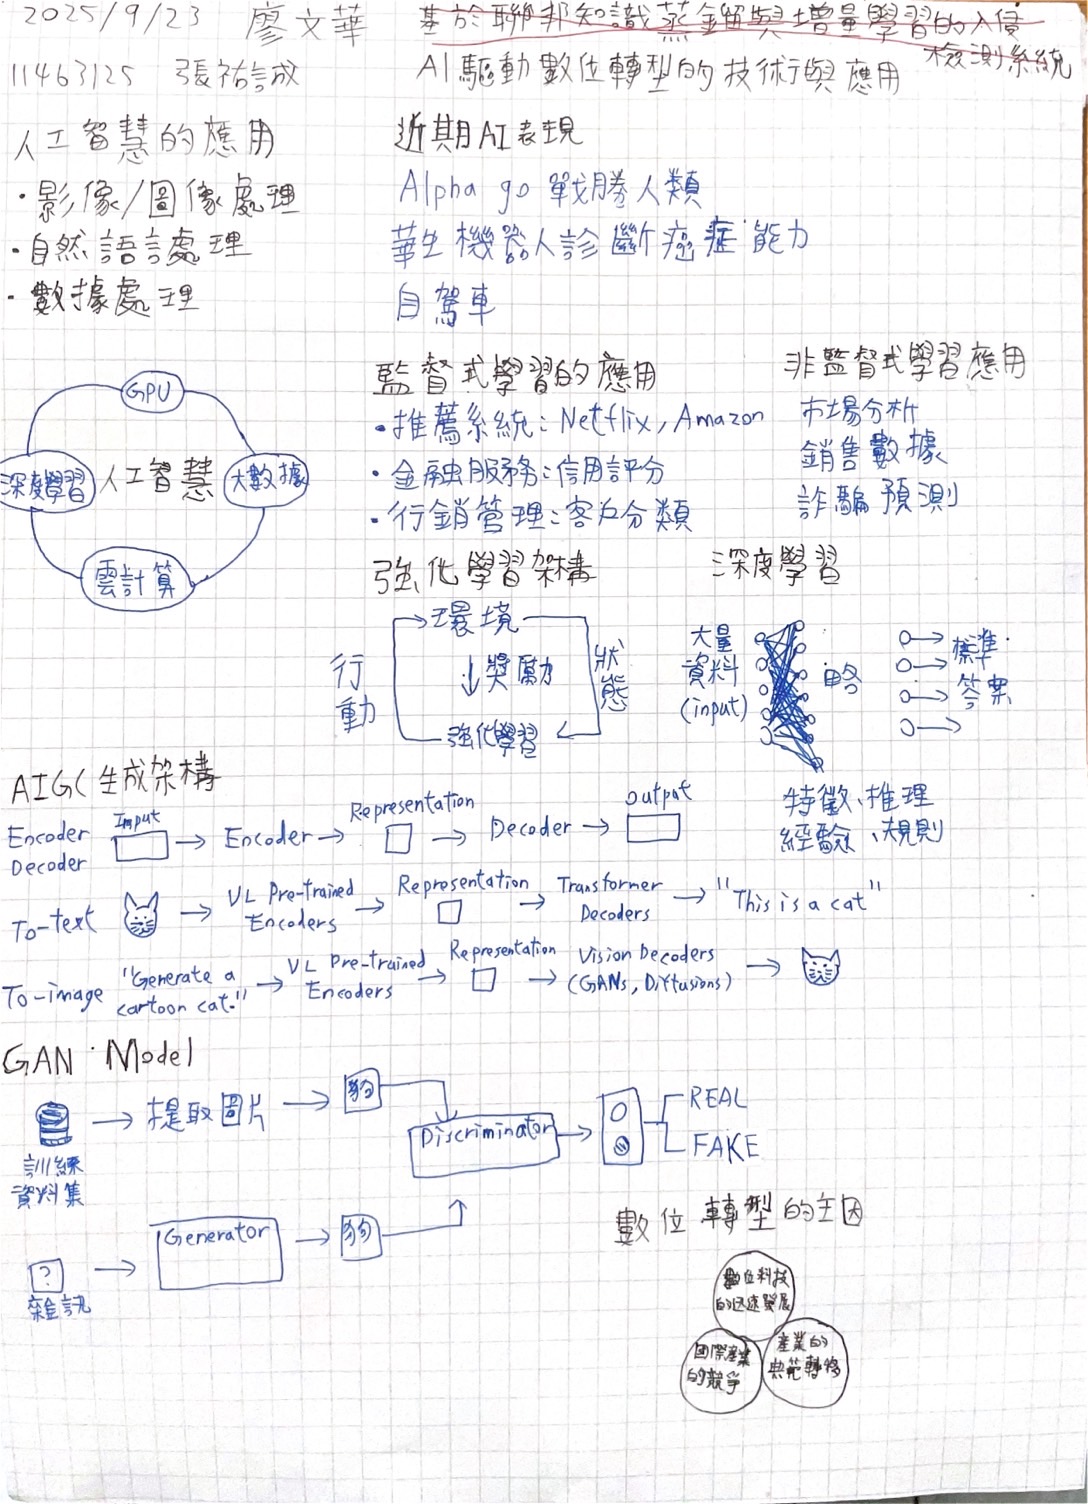 2025/9/23 廖文華 基於聯邦知識蒸餾與增量學習的入侵
檢測系統
11463125 張祐誠 AI驅動數位轉型的技術與應用
人工智慧的應用
・影像/圖像處理
・自然語言處理
・數據處理
近期AI表現
Alpha go 戰勝人類
華生機器人診斷癌症能力
自駕車
GPU
深度學習 人工智慧 大數據
雲計算
監督式學習的應用
・推薦系統:Netflix, Amazon
・金融服務:信用評分
・行銷管理:客戶分類
非監督式學習應用
市場分析
銷售數據
詐騙預測
強化學習架構
環境
行動
獎勵
狀態
強化學習
深度學習
大量
資料
(input)
略
標準
答案
特徵、推理
經驗、規則
AIGC生成架構
Encoder
Decoder
Input
Encoder
Representation
Decoder
Output
To-text
VL Pre-trained
Encoders
Representation
Transformer
Decoders
"This is a cat"
To-image
"Generate a
cartoon cat."
VL Pre-trained
Encoders
Representation
Vision Decoders
(GANs, Diffusions)
GAN Model
訓練
資料集
提取圖片
狗
Discriminator
REAL
FAKE
?
雜訊
Generator
狗
數位轉型的主因
數位科技
的迅速發展
國際產業
的競爭
產業的
典範轉移